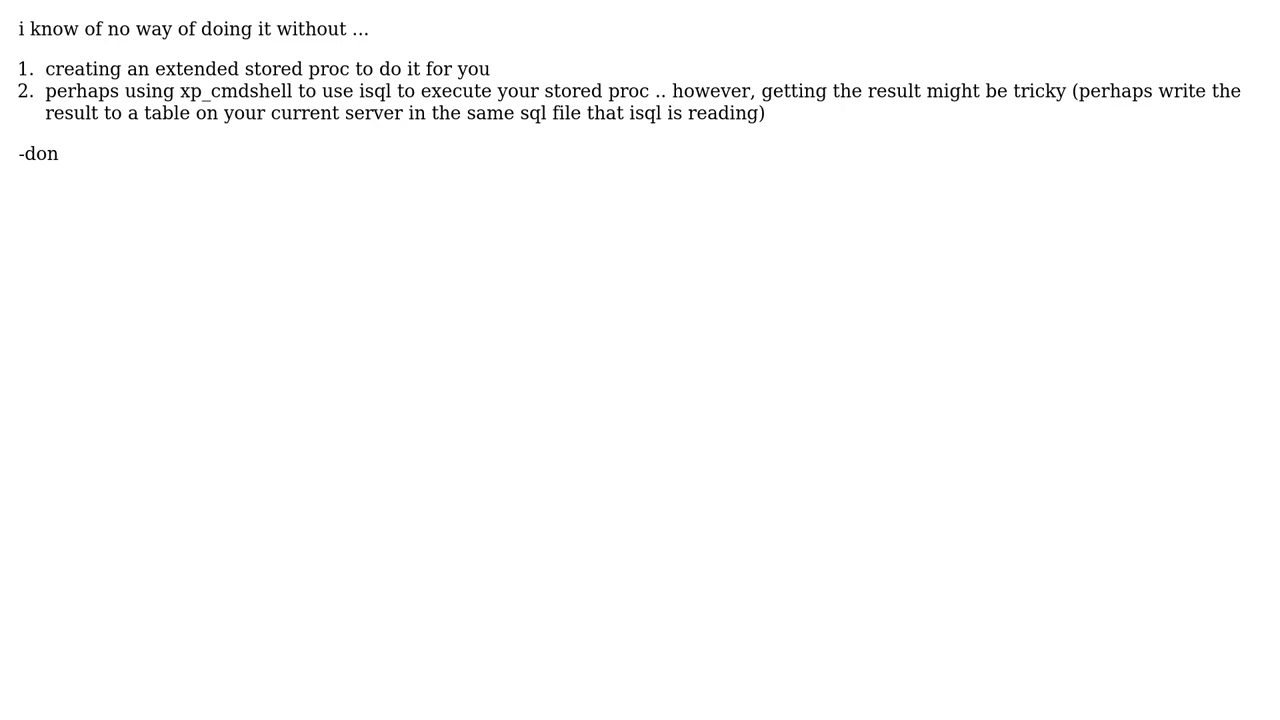 i know of no way of doing it without ...
1. creating an extended stored proc to do it for you
2. perhaps using xp_cmdshell to use isql to execute your stored proc .. however, getting the result might be tricky (perhaps write the
result to a table on your current server in the same sql file that isql is reading)
-don